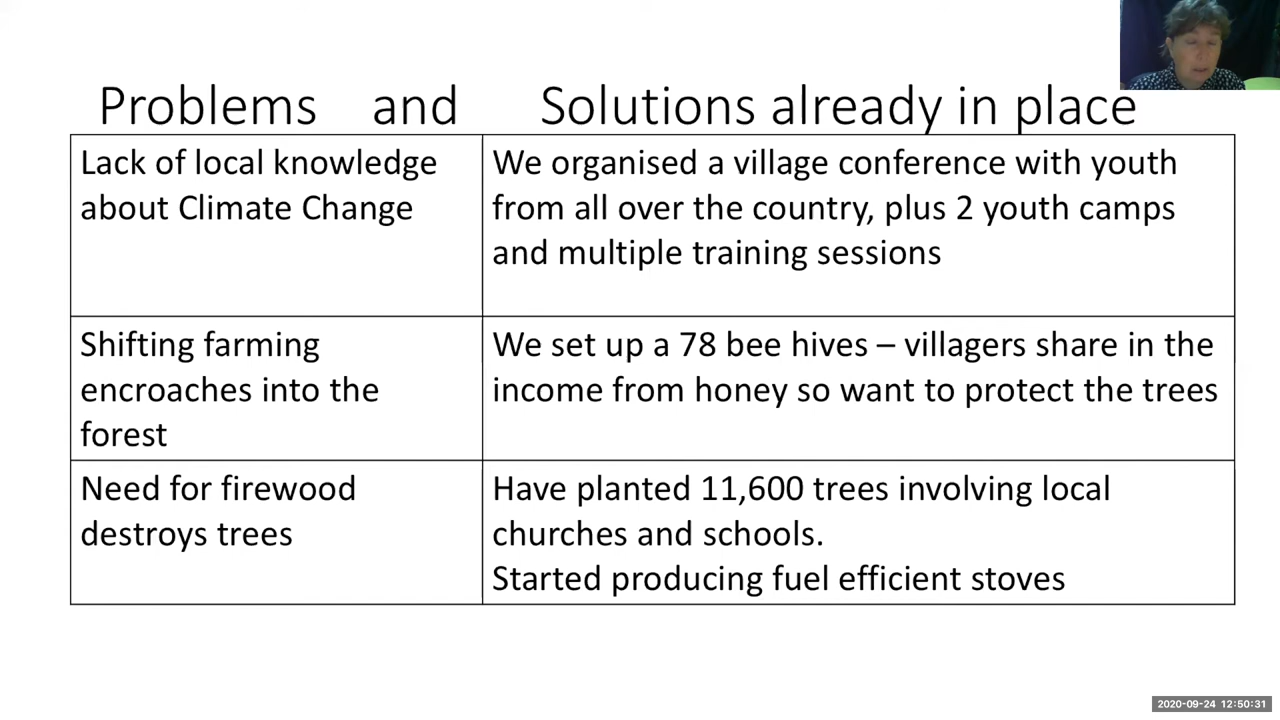 Problems and Solutions already in place
Lack of local knowledge
about Climate Change
We organised a village conference with youth
from all over the country, plus 2 youth camps
and multiple training sessions
Shifting farming
encroaches into the
forest
We set up a 78 bee hives – villagers share in the
income from honey so want to protect the trees
Need for firewood
destroys trees
Have planted 11,600 trees involving local
churches and schools.
Started producing fuel efficient stoves
2020-09-24 12:50:31